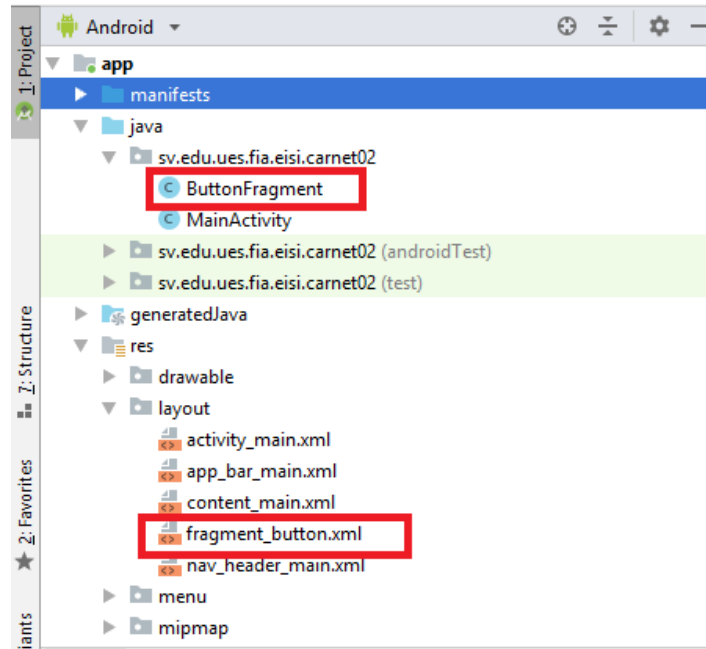 Android
1: Project
app
manifests
java
sv.edu.ues.fia.eisi.carnet02
C ButtonFragment
C MainActivity
sv.edu.ues.fia.eisi.carnet02 (androidTest)
sv.edu.ues.fia.eisi.carnet02 (test)
generatedJava
res
drawable
layout
activity_main.xml
app_bar_main.xml
content_main.xml
fragment_button.xml
nav_header_main.xml
menu
mipmap
7: Structure
2: Favorites
iants